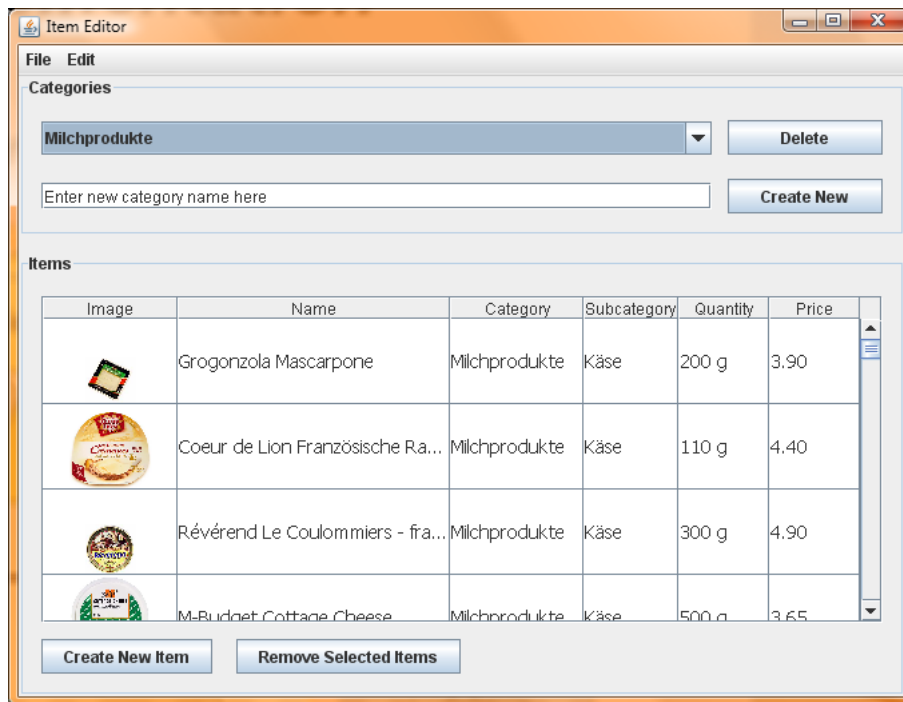 Item Editor
File Edit
Categories
Milchprodukte
Delete
Enter new category name here
Create New
Items
Image Name Category Subcategory Quantity Price
Grogonzola Mascarpone Milchprodukte Käse 200 g 3.90
Coeur de Lion Französische Ra... Milchprodukte Käse 110 g 4.40
Révérend Le Coulommiers - fra... Milchprodukte Käse 300 g 4.90
M-Budget Cottage Cheese Milchprodukte Käse 500 g 3.65
Create New Item Remove Selected Items